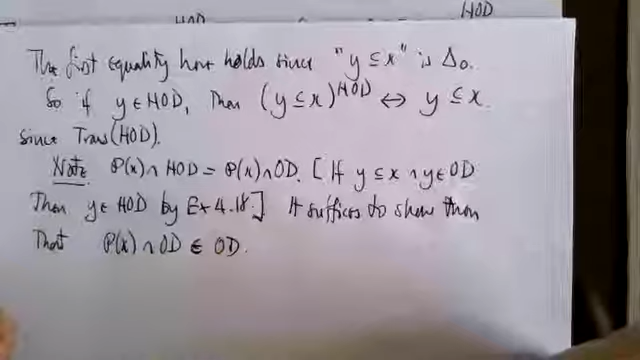 HOD
HOD
The first equality here holds since "y ⊆ x" is Δ₀.
So if y ∈ HOD, Then (y ⊆ x)^HOD ↔ y ⊆ x
since Trans(HOD).
Note P(x) ∩ HOD = P(x) ∩ OD. [If y ⊆ x ∧ y ∈ OD
Then y ∈ HOD by Ex 4.18.] It suffices to show then
That P(x) ∩ OD ∈ OD.